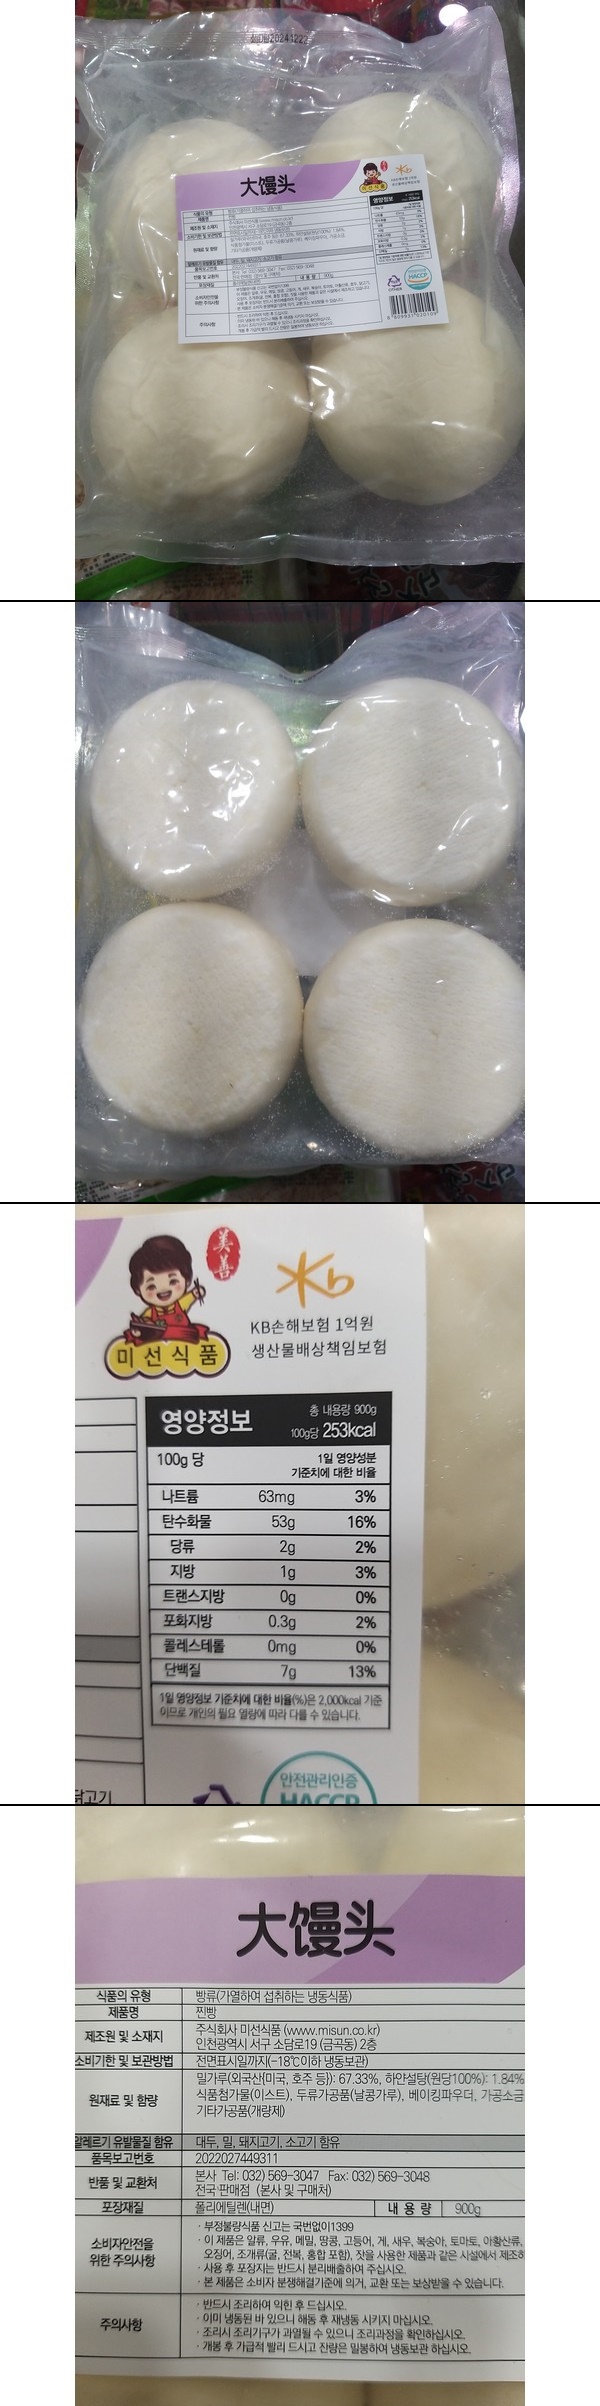 20241222
大馒头
미선식품
영양정보
HACCP
8809931020109
美善
Kb
KB손해보험 1억원
생산물배상책임보험
미선식품
영양정보
총 내용량 900g
100g당 253kcal
100g 당
1일 영양성분
기준치에 대한 비율
나트륨 63mg 3%
탄수화물 53g 16%
당류 2g 2%
지방 1g 3%
트랜스지방 0g 0%
포화지방 0.3g 2%
콜레스테롤 0mg 0%
단백질 7g 13%
1일 영양정보 기준치에 대한 비율(%)은 2,000kcal 기준
이므로 개인의 필요 열량에 따라 다를 수 있습니다.
닭고기
안전관리인증
HACCP
大馒头
식품의 유형 빵류(가열하여 섭취하는 냉동식품)
제품명 찐빵
제조원 및 소재지 주식회사 미선식품 (www.misun.co.kr)
인천광역시 서구 소담로19 (금곡동) 2층
소비기한 및 보관방법 전면표시일까지(-18℃이하 냉동보관)
원재료 및 함량 밀가루(외국산(미국, 호주 등)): 67.33%, 하얀설탕(원당100%): 1.84%
식품첨가물(이스트), 두류가공품(날콩가루), 베이킹파우더, 가공소금
기타가공품(개량제)
알레르기 유발물질 함유 대두, 밀, 돼지고기, 소고기 함유
품목보고번호 2022027449311
반품 및 교환처 본사 Tel: 032) 569-3047 Fax: 032) 569-3048
전국 판매점 (본사 및 구매처)
포장재질 폴리에틸렌(내면) 내 용 량 900g
소비자안전을
위한 주의사항
· 부정불량식품 신고는 국번없이1399
· 이 제품은 알류, 우유, 메밀, 땅콩, 고등어, 게, 새우, 복숭아, 토마토, 아황산류,
오징어, 조개류(굴, 전복, 홍합 포함), 잣을 사용한 제품과 같은 시설에서 제조하
· 사용 후 포장지는 반드시 분리배출하여 주십시오.
· 본 제품은 소비자 분쟁해결기준에 의거, 교환 또는 보상받을 수 있습니다.
주의사항
· 반드시 조리하여 익힌 후 드십시오.
· 이미 냉동된 바 있으니 해동 후 재냉동 시키지 마십시오.
· 조리시 조리기구가 과열될 수 있으니 조리과정을 확인하십시오.
· 개봉 후 가급적 빨리 드시고 잔량은 밀봉하여 냉동보관 하십시오.